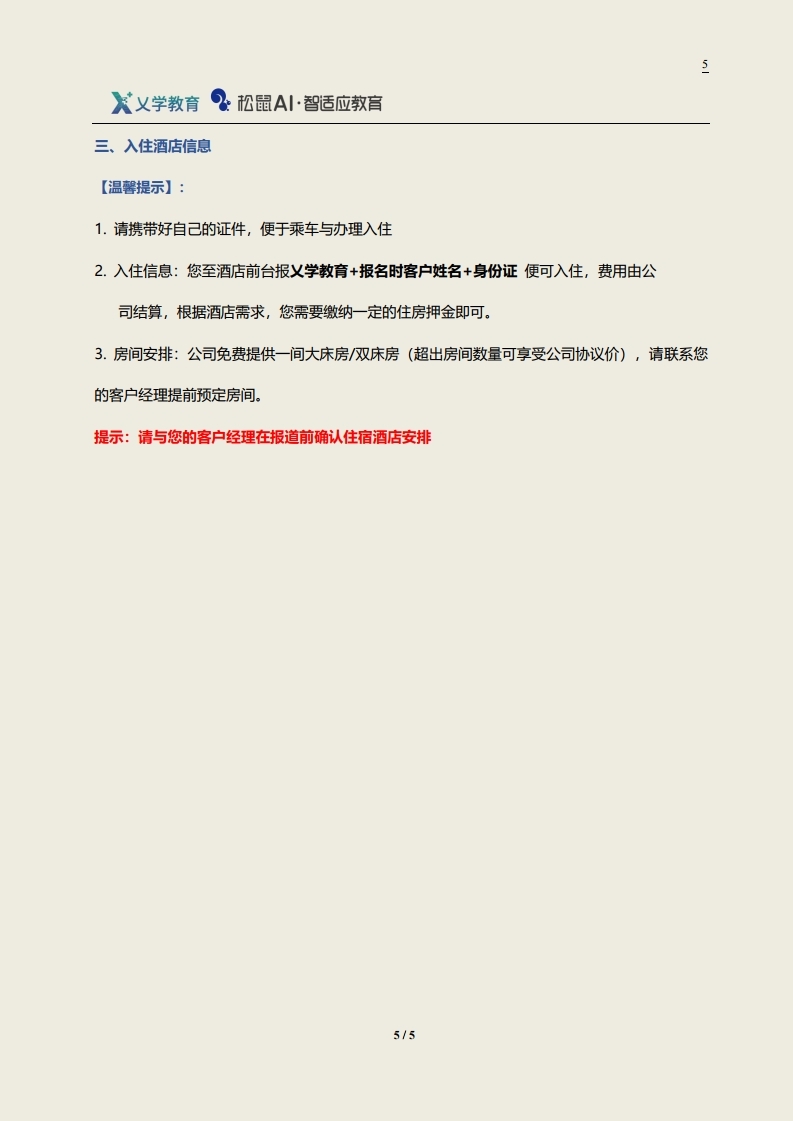 5
乂学教育 松鼠AI·智适应教育
三、入住酒店信息
【温馨提示】:
1. 请携带好自己的证件，便于乘车与办理入住
2. 入住信息：您至酒店前台报乂学教育+报名时客户姓名+身份证 便可入住，费用由公
司结算，根据酒店需求，您需要缴纳一定的住房押金即可。
3. 房间安排：公司免费提供一间大床房/双床房（超出房间数量可享受公司协议价），请联系您
的客户经理提前预定房间。
提示：请与您的客户经理在报道前确认住宿酒店安排
5 / 5